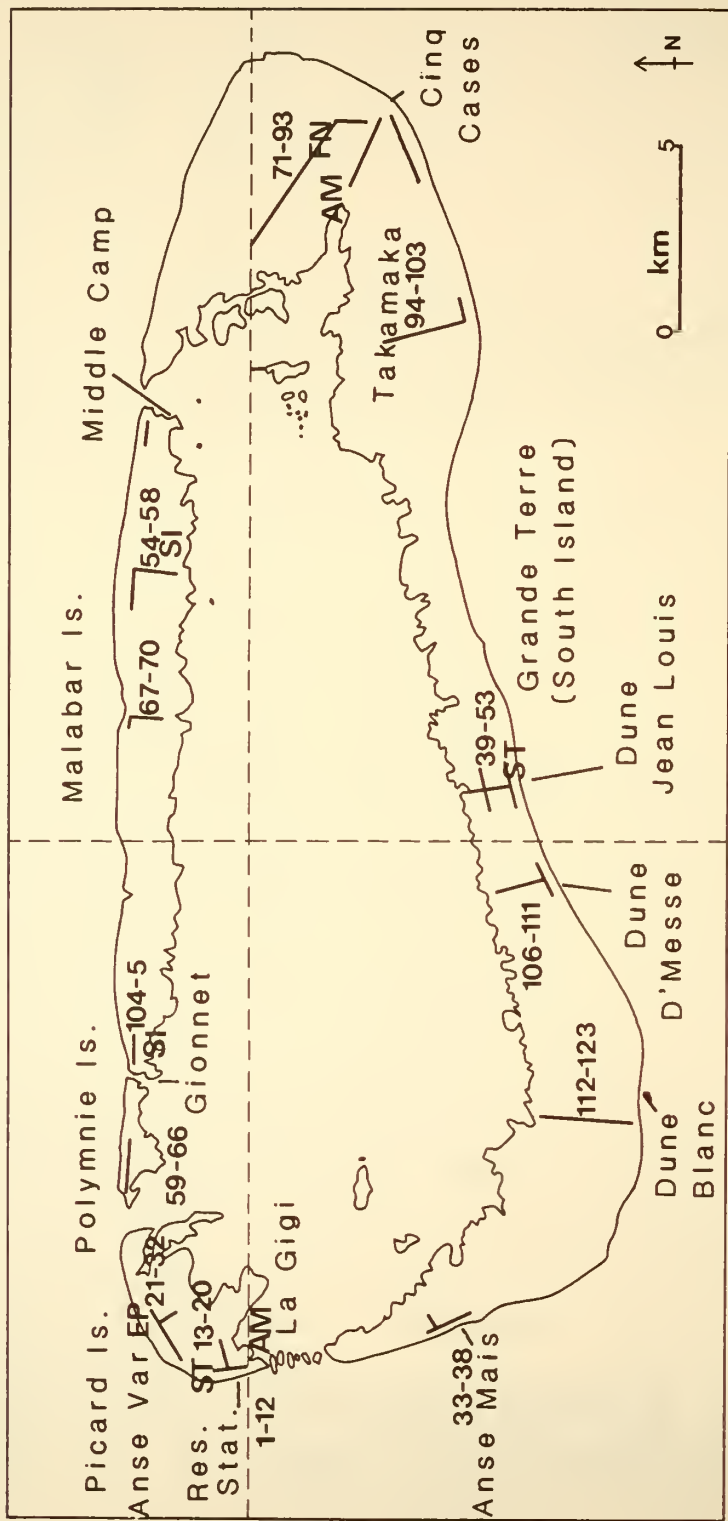 Picard Is.
Anse Var
EP
21-32
Res.
Stat.
ST
13-20
1-12
AM
La Gigi
Polymnie Is.
59-66
Gionnet
104-5
SI
Malabar Is.
67-70
54-58
SI
Middle Camp
71-93
FN
AM
Cinq
Cases
Takamaka
94-103
Grande Terre
(South Island)
39-53
ST
Dune
Jean Louis
106-111
Dune
D'Messe
112-123
Dune
Blanc
33-38
Anse Mais
0 km 5
N